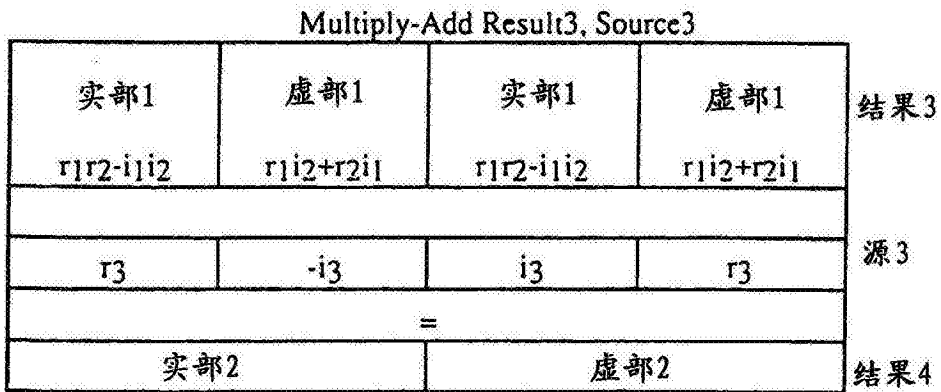 Multiply-Add Result3, Source3
实部1 虚部1 实部1 虚部1 结果3
r1r2-i1i2 r1i2+r2i1 r1r2-i1i2 r1i2+r2i1
r3 -i3 i3 r3 源3
=
实部2 虚部2 结果4